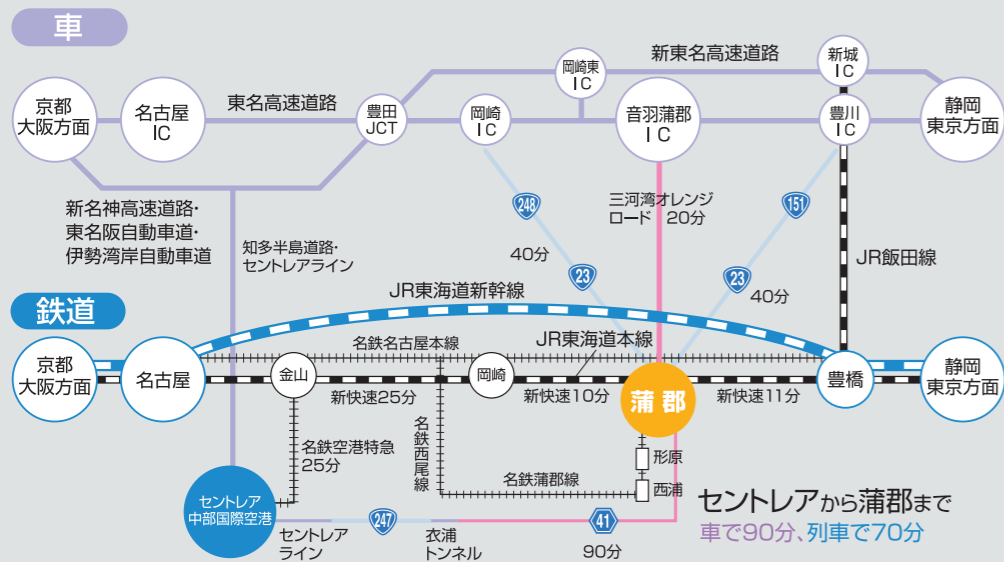 車
新東名高速道路
新城
IC
岡崎東
IC
京都
大阪方面
名古屋
IC
東名高速道路
豊田
JCT
岡崎
IC
音羽蒲郡
IC
豊川
IC
静岡
東京方面
新名神高速道路・
東名阪自動車道・
伊勢湾岸自動車道
知多半島道路・
セントレアライン
248
三河湾オレンジ
ロード 20分
151
40分
23
23
40分
JR飯田線
鉄道
JR東海道新幹線
名鉄名古屋本線
JR東海道本線
京都
大阪方面
名古屋
金山
岡崎
蒲郡
豊橋
静岡
東京方面
新快速25分
新快速10分
新快速11分
名鉄空港特急
25分
名鉄西尾線
形原
名鉄蒲郡線
西浦
セントレア
中部国際空港
セントレア
ライン
247
衣浦
トンネル
41
90分
セントレアから蒲郡まで
車で90分、列車で70分